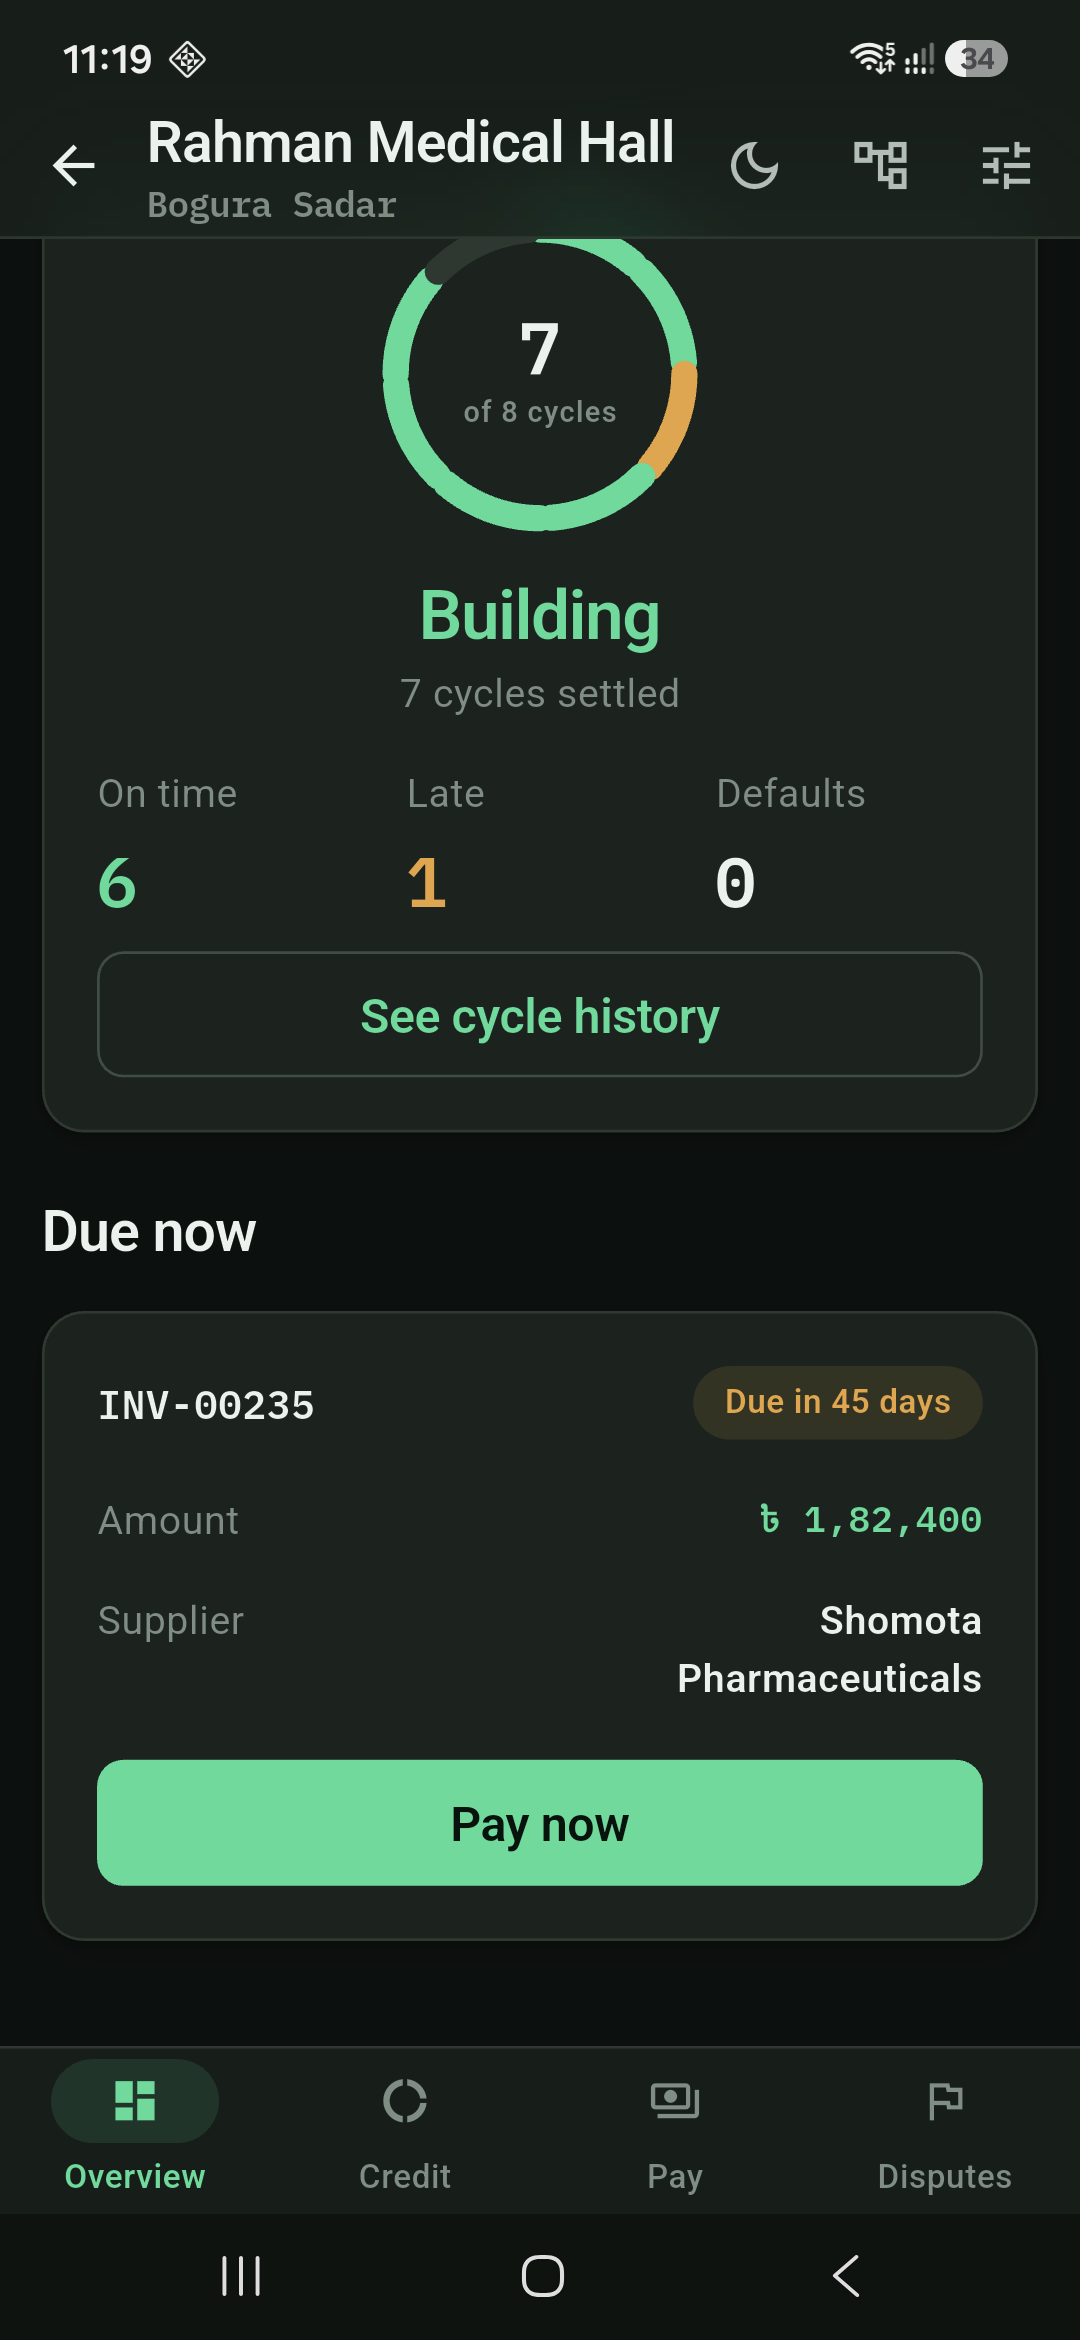 11:19
5
34
Rahman Medical Hall
Bogura Sadar
7
of 8 cycles
Building
7 cycles settled
On time
Late
Defaults
6
1
0
See cycle history
Due now
INV-00235
Due in 45 days
Amount
৳ 1,82,400
Supplier
Shomota
Pharmaceuticals
Pay now
Overview
Credit
Pay
Disputes